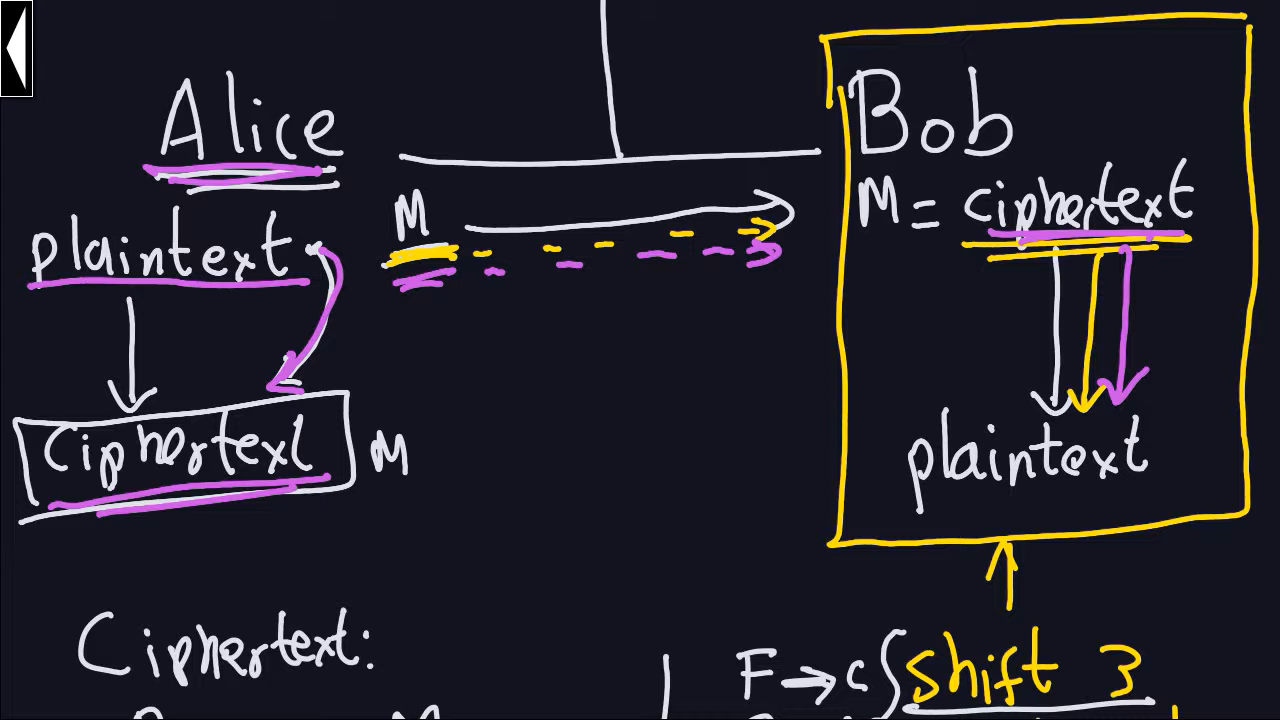 Alice
plaintext
Ciphertext M
M
Bob
M = ciphertext
plaintext
Ciphertext:
F → c shift 3